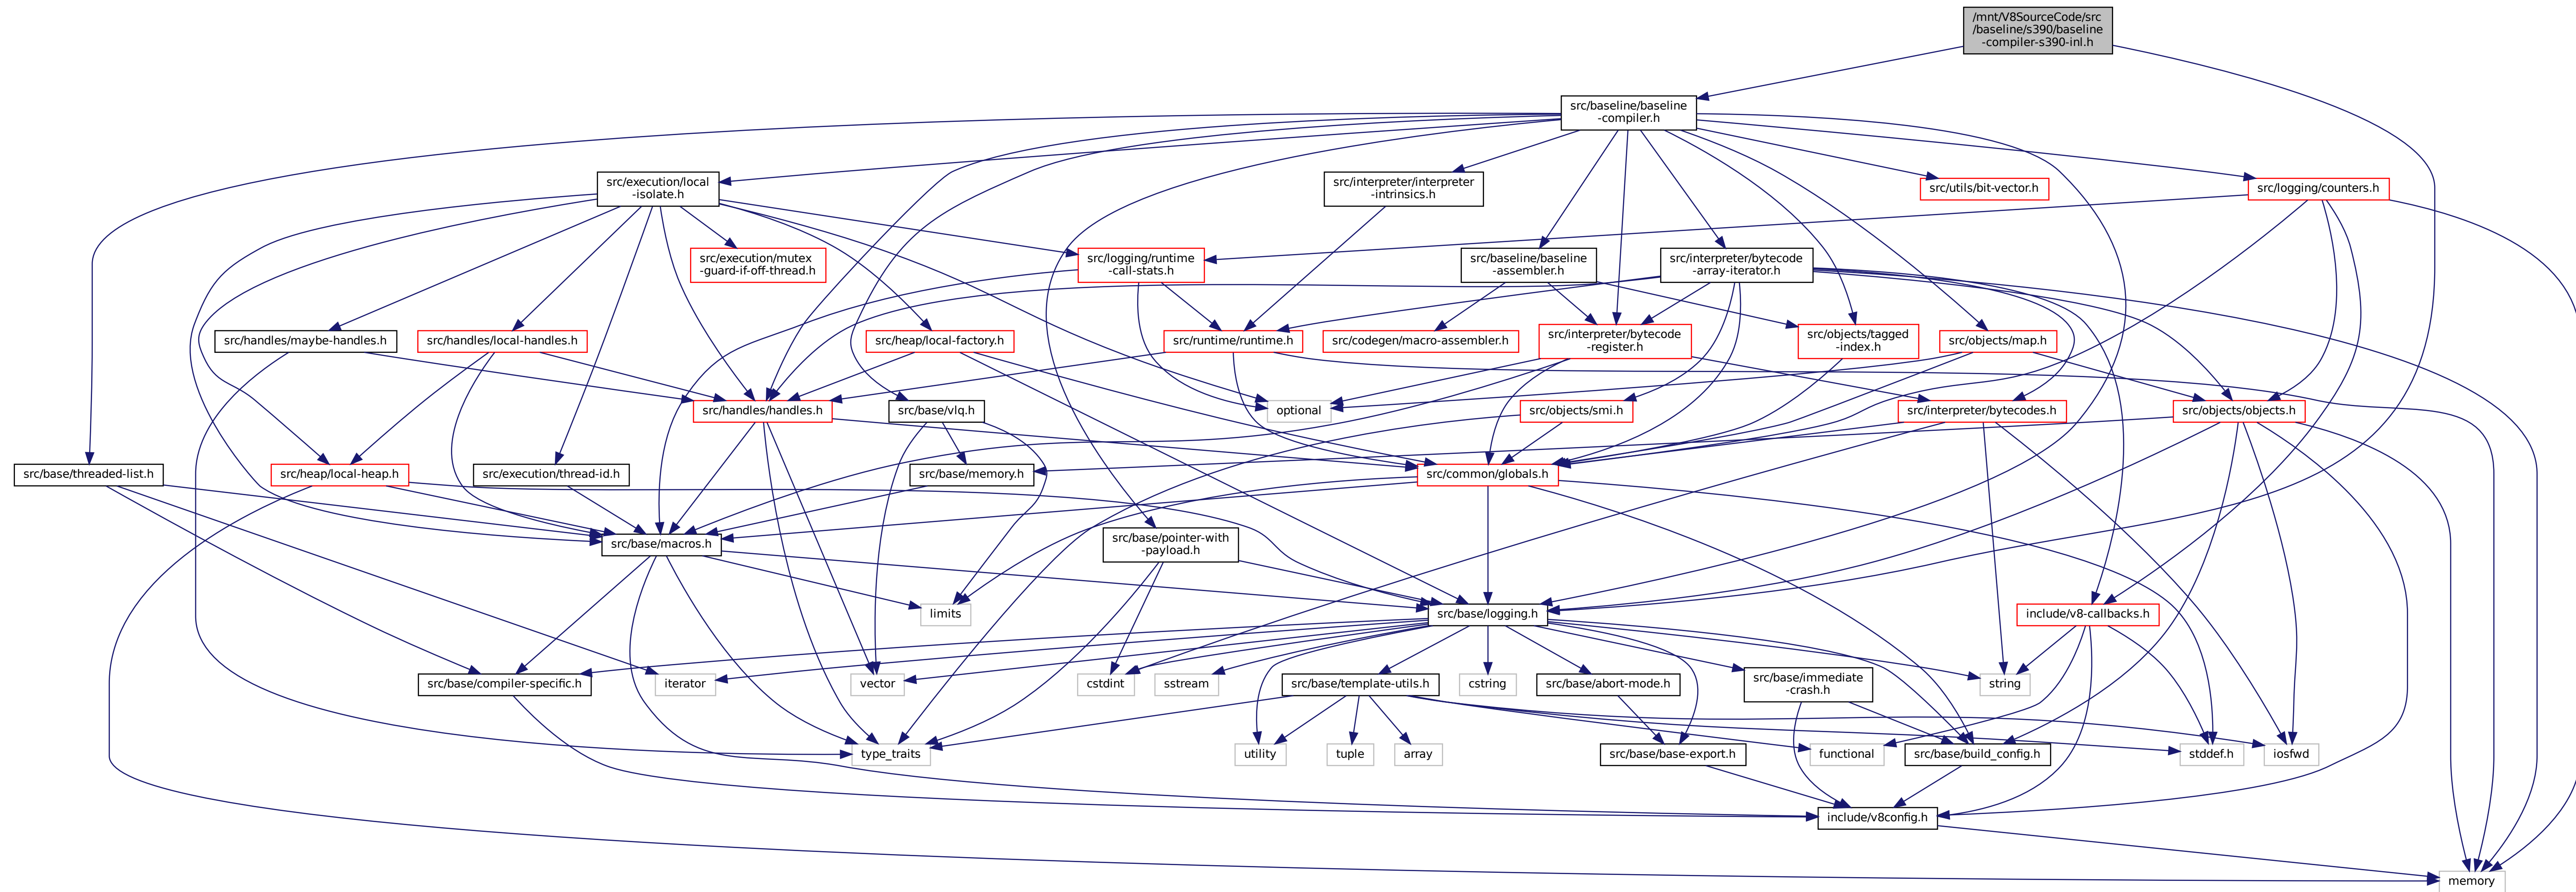 /mnt/V8SourceCode/src
/baseline/s390/baseline
-compiler-s390-inl.h
src/baseline/baseline
-compiler.h
src/execution/local
-isolate.h
src/interpreter/interpreter
-intrinsics.h
src/utils/bit-vector.h
src/logging/counters.h
src/execution/mutex
-guard-if-off-thread.h
src/logging/runtime
-call-stats.h
src/baseline/baseline
-assembler.h
src/interpreter/bytecode
-array-iterator.h
src/handles/maybe-handles.h
src/handles/local-handles.h
src/heap/local-factory.h
src/runtime/runtime.h
src/codegen/macro-assembler.h
src/interpreter/bytecode
-register.h
src/objects/tagged
-index.h
src/objects/map.h
src/handles/handles.h
src/base/vlq.h
optional
src/objects/smi.h
src/interpreter/bytecodes.h
src/objects/objects.h
src/base/threaded-list.h
src/heap/local-heap.h
src/execution/thread-id.h
src/base/memory.h
src/common/globals.h
src/base/macros.h
src/base/pointer-with
-payload.h
limits
src/base/logging.h
include/v8-callbacks.h
src/base/compiler-specific.h
iterator
vector
cstdint
sstream
src/base/template-utils.h
cstring
src/base/abort-mode.h
src/base/immediate
-crash.h
string
type_traits
utility
tuple
array
src/base/base-export.h
functional
src/base/build_config.h
stddef.h
iosfwd
include/v8config.h
memory